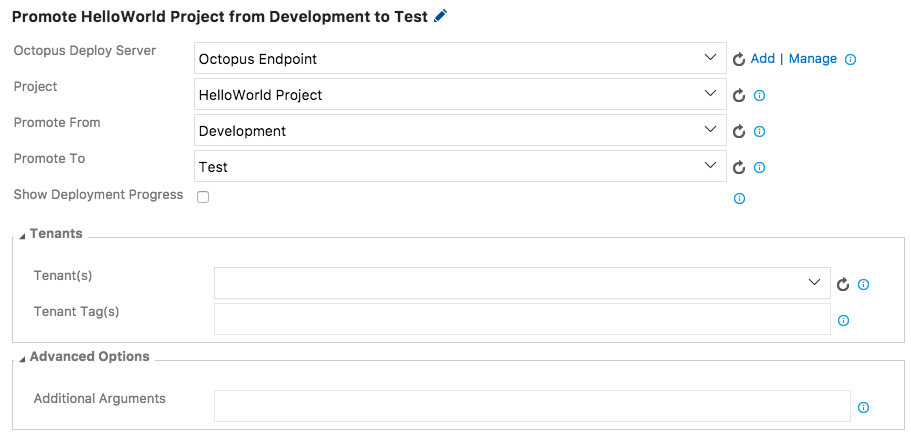 Promote HelloWorld Project from Development to Test
Octopus Deploy Server
Octopus Endpoint
Add | Manage
Project
HelloWorld Project
Promote From
Development
Promote To
Test
Show Deployment Progress
Tenants
Tenant(s)
Tenant Tag(s)
Advanced Options
Additional Arguments